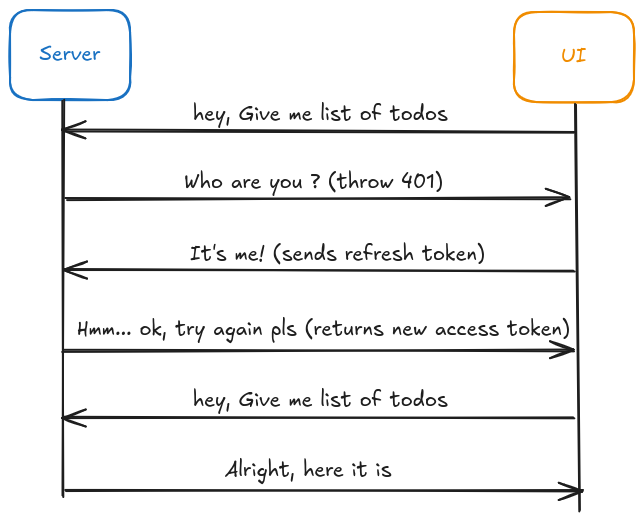 Server
UI
hey, Give me list of todos
Who are you ? (throw 401)
It's me! (sends refresh token)
Hmm... ok, try again pls (returns new access token)
hey, Give me list of todos
Alright, here it is